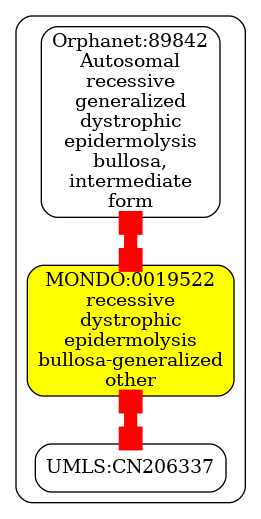 Orphanet:89842
Autosomal
recessive
generalized
dystrophic
epidermolysis
bullosa,
intermediate
form
MONDO:0019522
recessive
dystrophic
epidermolysis
bullosa-generalized
other
UMLS:CN206337